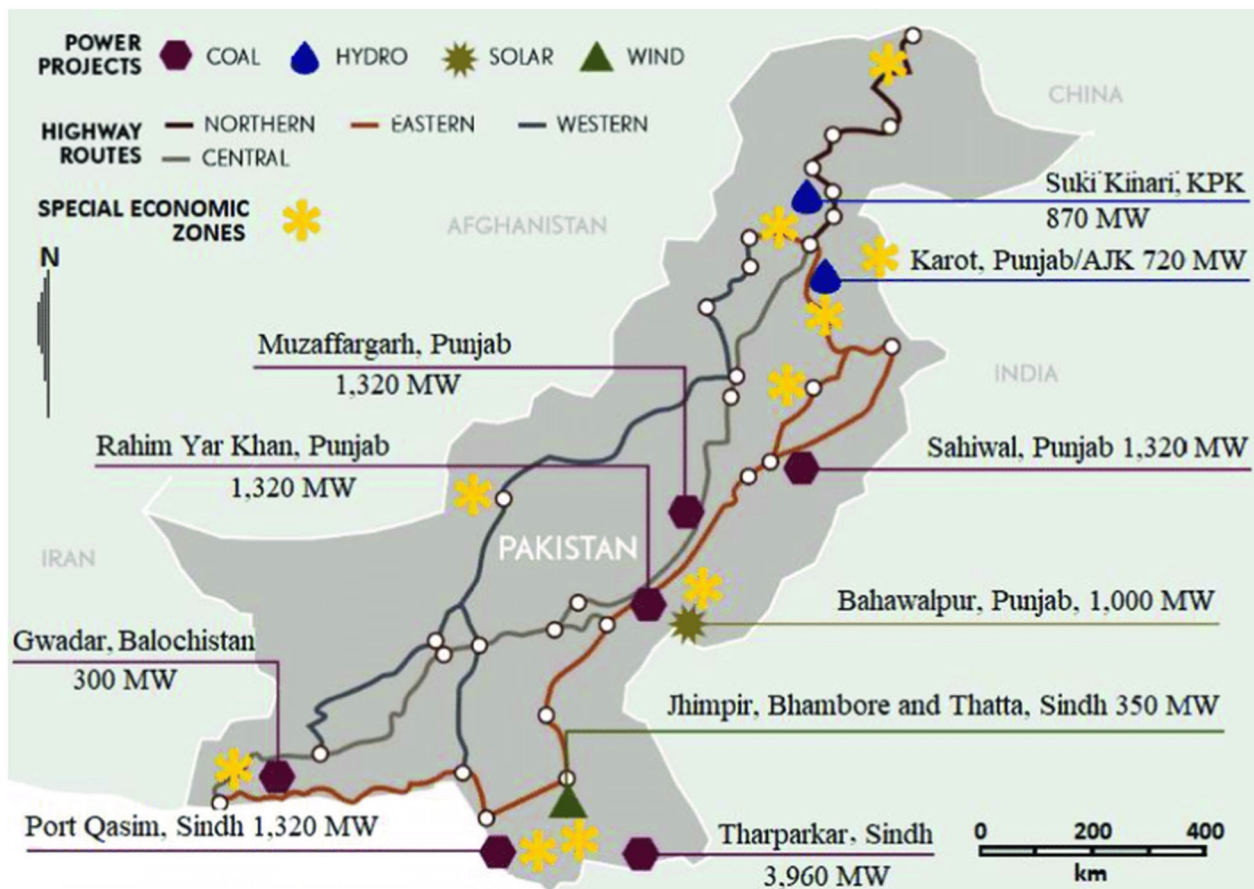 POWER PROJECTS COAL HYDRO SOLAR WIND
HIGHWAY ROUTES NORTHERN EASTERN WESTERN
CENTRAL
SPECIAL ECONOMIC ZONES
N
CHINA
AFGHANISTAN
Suki Kinari, KPK
870 MW
Karot, Punjab/AJK 720 MW
Muzaffargarh, Punjab
1,320 MW
INDIA
Rahim Yar Khan, Punjab
1,320 MW
Sahiwal, Punjab 1,320 MW
PAKISTAN
IRAN
Bahawalpur, Punjab, 1,000 MW
Gwadar, Balochistan
300 MW
Jhimpir, Bhambore and Thatta, Sindh 350 MW
Port Qasim, Sindh 1,320 MW
Tharparkar, Sindh
3,960 MW
0 200 400
km